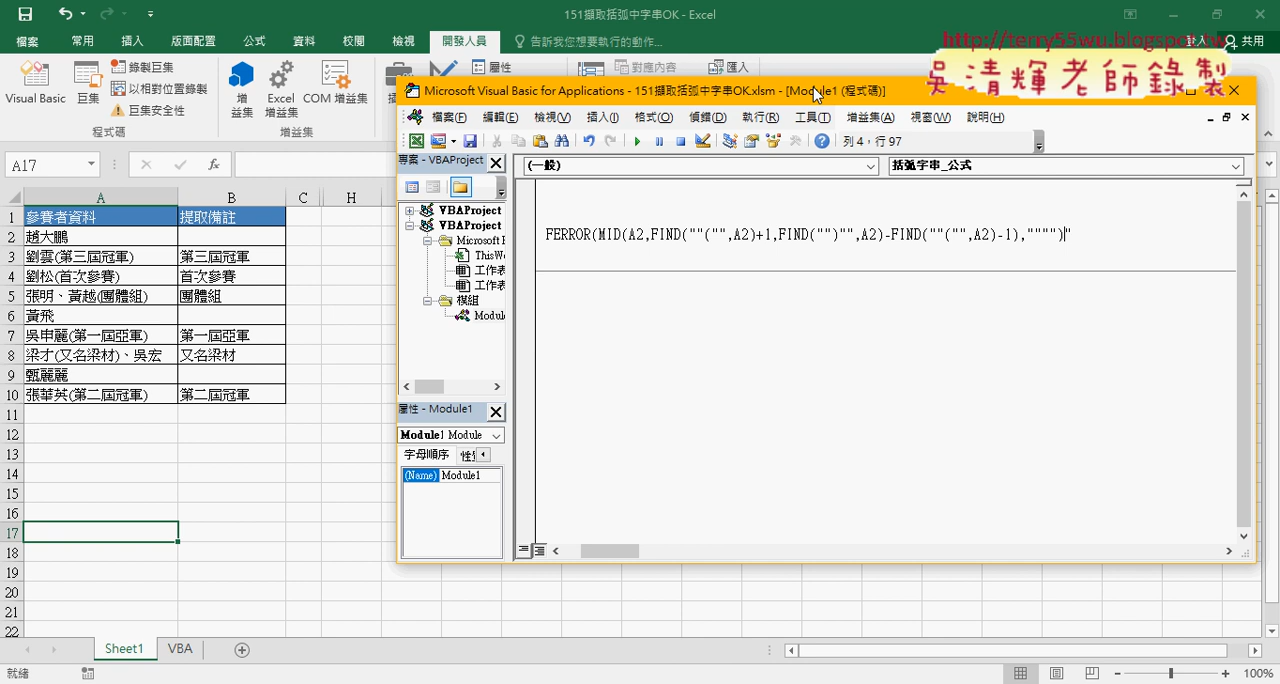 151擷取括弧中字串OK - Excel
檔案 常用 插入 版面配置 公式 資料 校閱 檢視 開發人員 告訴我您想要執行的動作... 共用
http://terry55wu.blogspot.tw
吳清輝老師錄製
Visual Basic 巨集 錄製巨集 以相對位置錄製 巨集安全性 程式碼
增益集 Excel 增益集 COM 增益集 增益集
屬性 對應內容 匯入
Microsoft Visual Basic for Applications - 151擷取括弧中字串OK.xlsm - [Module1 (程式碼)]
檔案(F) 編輯(E) 檢視(V) 插入(I) 格式(O) 偵錯(D) 執行(R) 工具(T) 增益集(A) 視窗(W) 說明(H)
列 4，行 97
專案 - VBAProject
(一般) 括弧字串_公式
VBAProject
VBAProject
Microsoft
ThisW
工作表
工作表
模組
Modul
FERROR(MID(A2,FIND(""("",A2)+1,FIND("")"",A2)-FIND(""("",A2)-1),"""")"
屬性 - Module1
Module1 Module
字母順序
(Name) Module1
A17
A B C H
1 參賽者資料 提取備註
2 趙大鵬
3 劉雲(第三屆冠軍) 第三屆冠軍
4 劉松(首次參賽) 首次參賽
5 張明、黃越(團體組) 團體組
6 黃飛
7 吳申麗(第一屆亞軍) 第一屆亞軍
8 梁才(又名梁材)、吳宏 又名梁材
9 甄麗麗
10 張華英(第二屆冠軍) 第二屆冠軍
11
12
13
14
15
16
17
18
19
20
21
22
Sheet1 VBA
就緒 100%